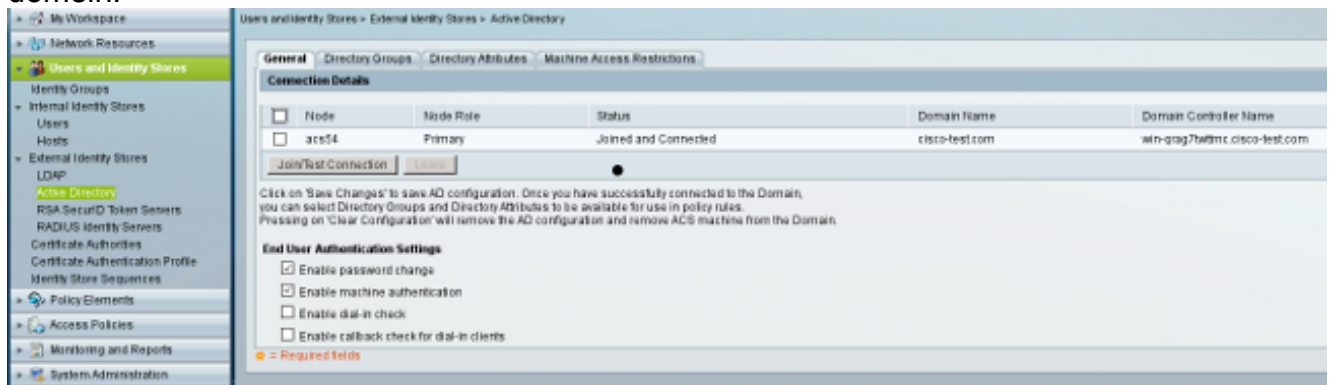 domain.
My Workspace
Network Resources
Users and Identity Stores
Identity Groups
Internal Identity Stores
Users
Hosts
External Identity Stores
LDAP
Active Directory
RSA SecurID Token Servers
RADIUS Identity Servers
Certificate Authorities
Certificate Authentication Profile
Identity Store Sequences
Policy Elements
Access Policies
Monitoring and Reports
System Administration
Users and Identity Stores > External Identity Stores > Active Directory
General Directory Groups Directory Attributes Machine Access Restrictions
Connection Details
Node Node Role Status Domain Name Domain Controller Name
acs54 Primary Joined and Connected cisco-test.com
Join/Test Connection Leave
Click on 'Save Changes' to save AD configuration. Once you have successfully connected to the Domain,
you can select Directory Groups and Directory Attributes to be available for use in policy rules.
Pressing on 'Clear Configuration' will remove the AD configuration and remove ACS machine from the Domain.
End User Authentication Settings
Enable password change
Enable machine authentication
Enable dial-in check
Enable callback check for dial-in clients
= Required fields